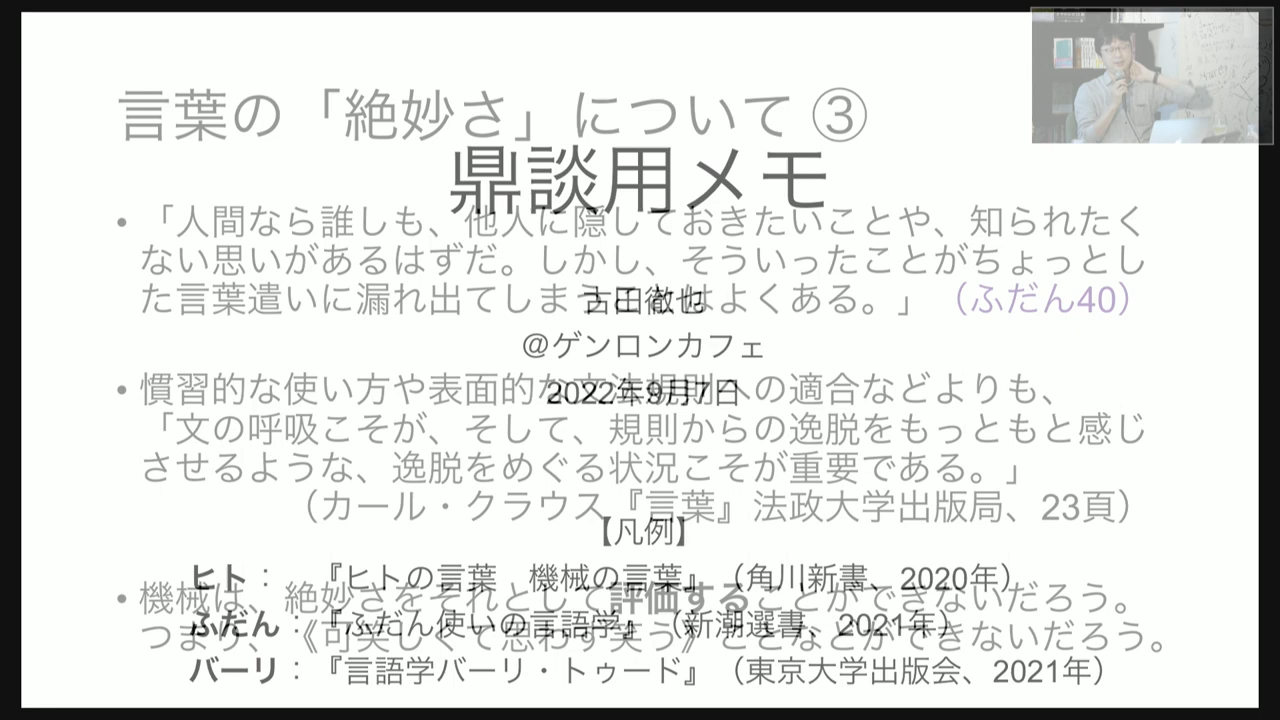 言葉の「絶妙さ」について ③
鼎談用メモ
• 「人間なら誰しも、他人に隠しておきたいことや、知られたく
ない思いがあるはずだ。しかし、そういったことがちょっとし
た言葉遣いに漏れ出てしまうことはよくある。」（ふだん40）
古田徹也
@ゲンロンカフェ
• 慣習的な使い方や表面的な文法規則への適合などよりも、
2022年9月7日
「文の呼吸こそが、そして、規則からの逸脱をもっともと感じ
させるような、逸脱をめぐる状況こそが重要である。」
（カール・クラウス『言葉』法政大学出版局、23頁）
【凡例】
ヒト： 『ヒトの言葉 機械の言葉』（角川新書、2020年）
• 機械は、絶妙さをそれとして評価することができないだろう。
ふだん：『ふだん使いの言語学』（新潮選書、2021年）
つまり、《可笑しくて思わず笑う》ことなどができないだろう。
バーリ：『言語学バーリ・トゥード』（東京大学出版会、2021年）